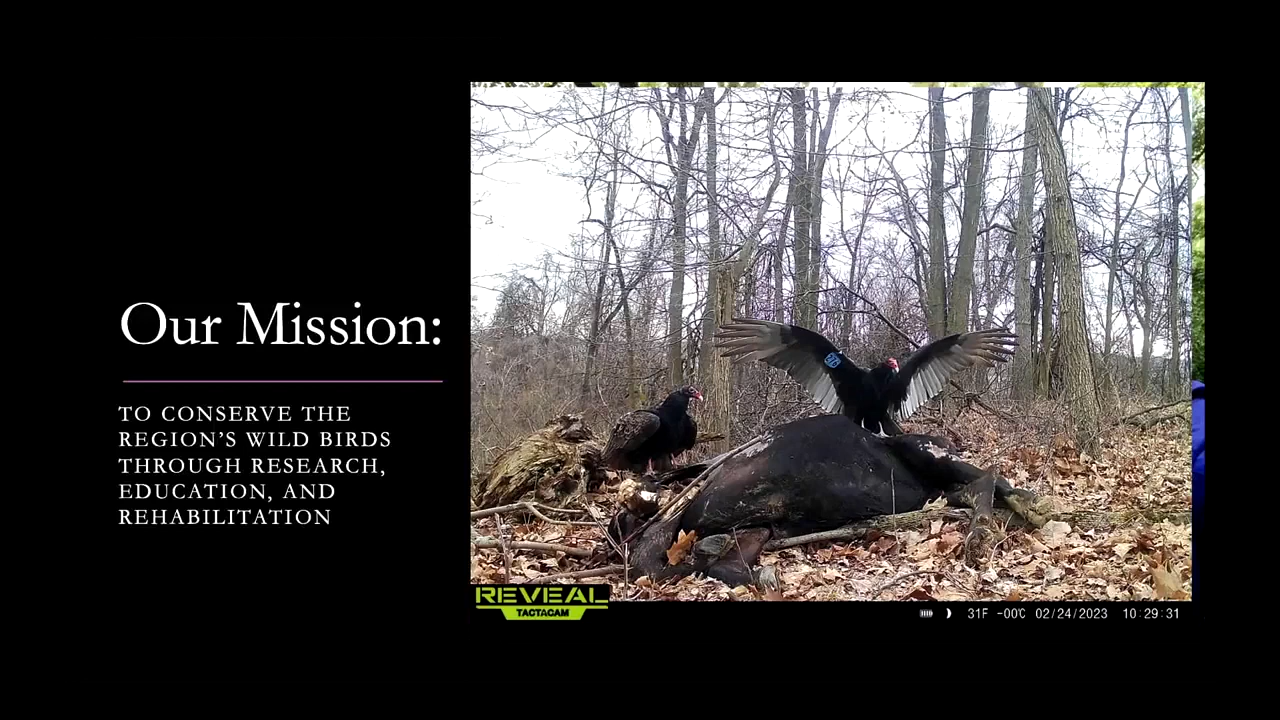 Our Mission:
TO CONSERVE THE
REGION'S WILD BIRDS
THROUGH RESEARCH,
EDUCATION, AND
REHABILITATION
REVEAL
TACTACAM
31F -00℃ 02/24/2023 10:29:31